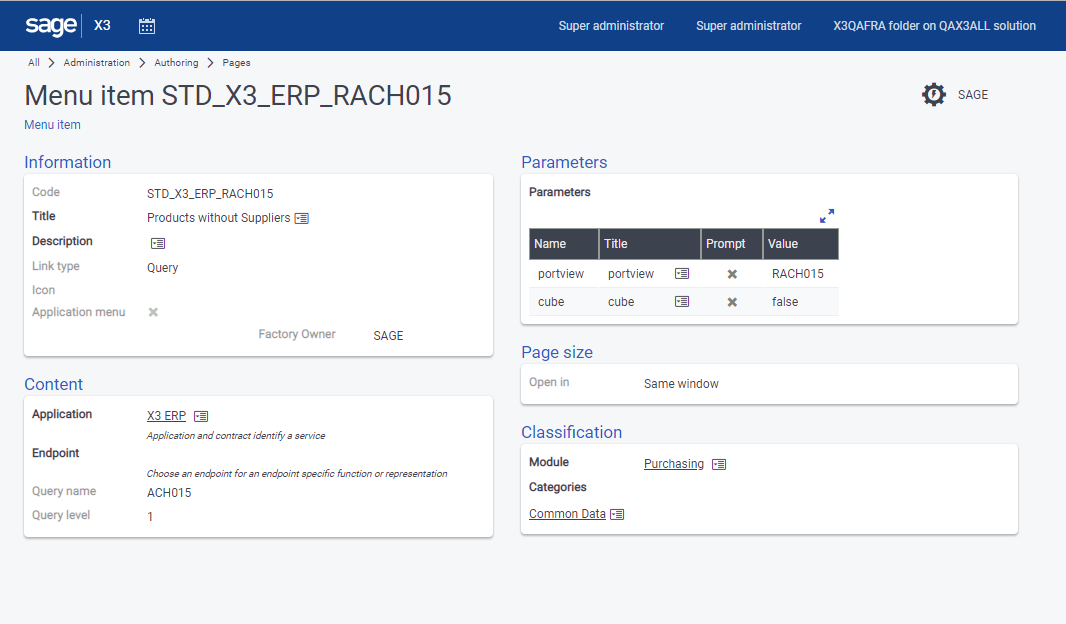 sage X3 Super administrator Super administrator X3QAFRA folder on QAX3ALL solution
All > Administration > Authoring > Pages
Menu item STD_X3_ERP_RACH015
SAGE
Menu item
Information
Code STD_X3_ERP_RACH015
Title Products without Suppliers
Description
Link type Query
Icon
Application menu
Factory Owner SAGE
Content
Application X3 ERP
Application and contract identify a service
Endpoint
Choose an endpoint for an endpoint specific function or representation
Query name ACH015
Query level 1
Parameters
Parameters
Name Title Prompt Value
portview portview RACH015
cube cube false
Page size
Open in Same window
Classification
Module Purchasing
Categories
Common Data